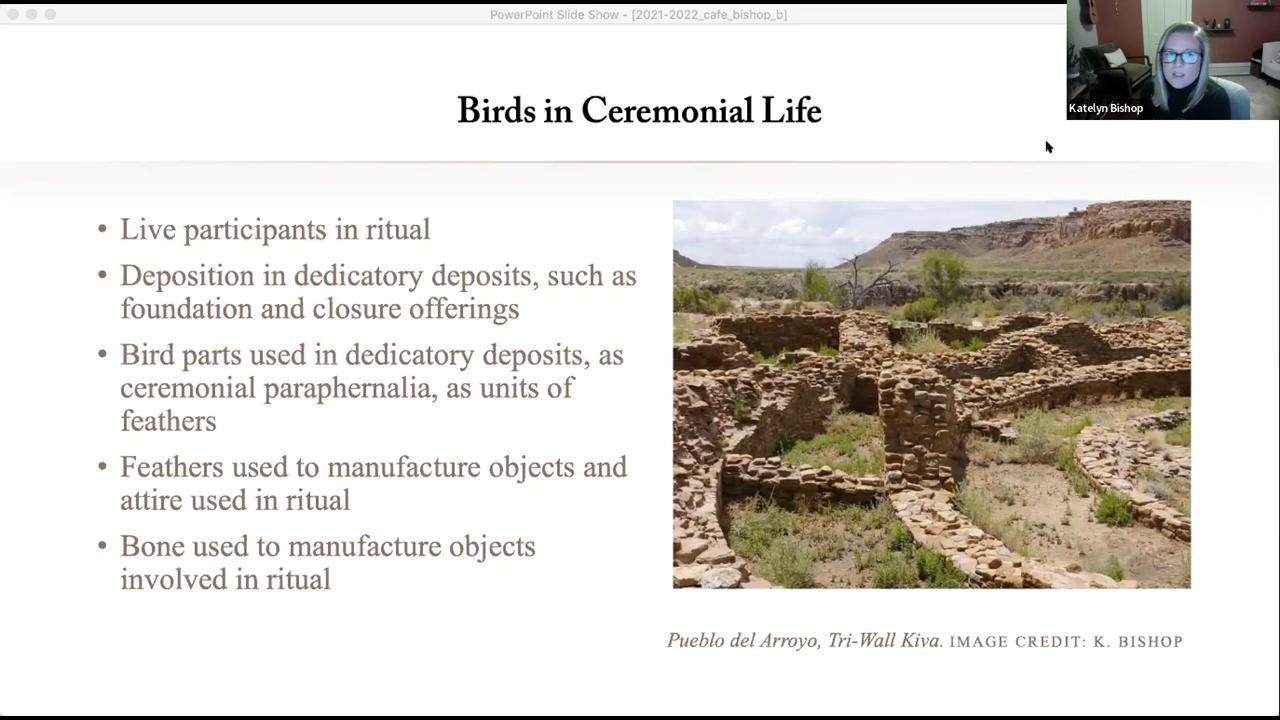 PowerPoint Slide Show - [2021-2022_cafe_bishop_b]
Katelyn Bishop
Birds in Ceremonial Life
• Live participants in ritual
• Deposition in dedicatory deposits, such as
foundation and closure offerings
• Bird parts used in dedicatory deposits, as
ceremonial paraphernalia, as units of
feathers
• Feathers used to manufacture objects and
attire used in ritual
• Bone used to manufacture objects
involved in ritual
Pueblo del Arroyo, Tri-Wall Kiva. IMAGE CREDIT: K. BISHOP